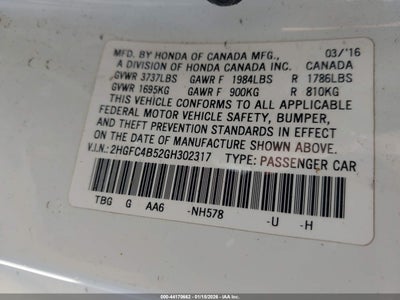 MFD. BY HONDA OF CANADA MFG., 03/'16
A DIVISION OF HONDA CANADA INC. CANADA
GVWR 3737LBS GAWR F 1984LBS R 1786LBS
GVWR 1695KG GAWR F 900KG R 810KG
THIS VEHICLE CONFORMS TO ALL APPLICABLE
FEDERAL MOTOR VEHICLE SAFETY, BUMPER,
AND THEFT PREVENTION STANDARDS IN EFFECT
ON THE DATE OF MANUFACTURE SHOWN ABOVE.
V.I.N.: 2HGFC4B52GH302317 TYPE: PASSENGER CAR
TBG G AA6 -NH578 -U -H
000-44170662 - 01/15/2026 - IAAI.COM